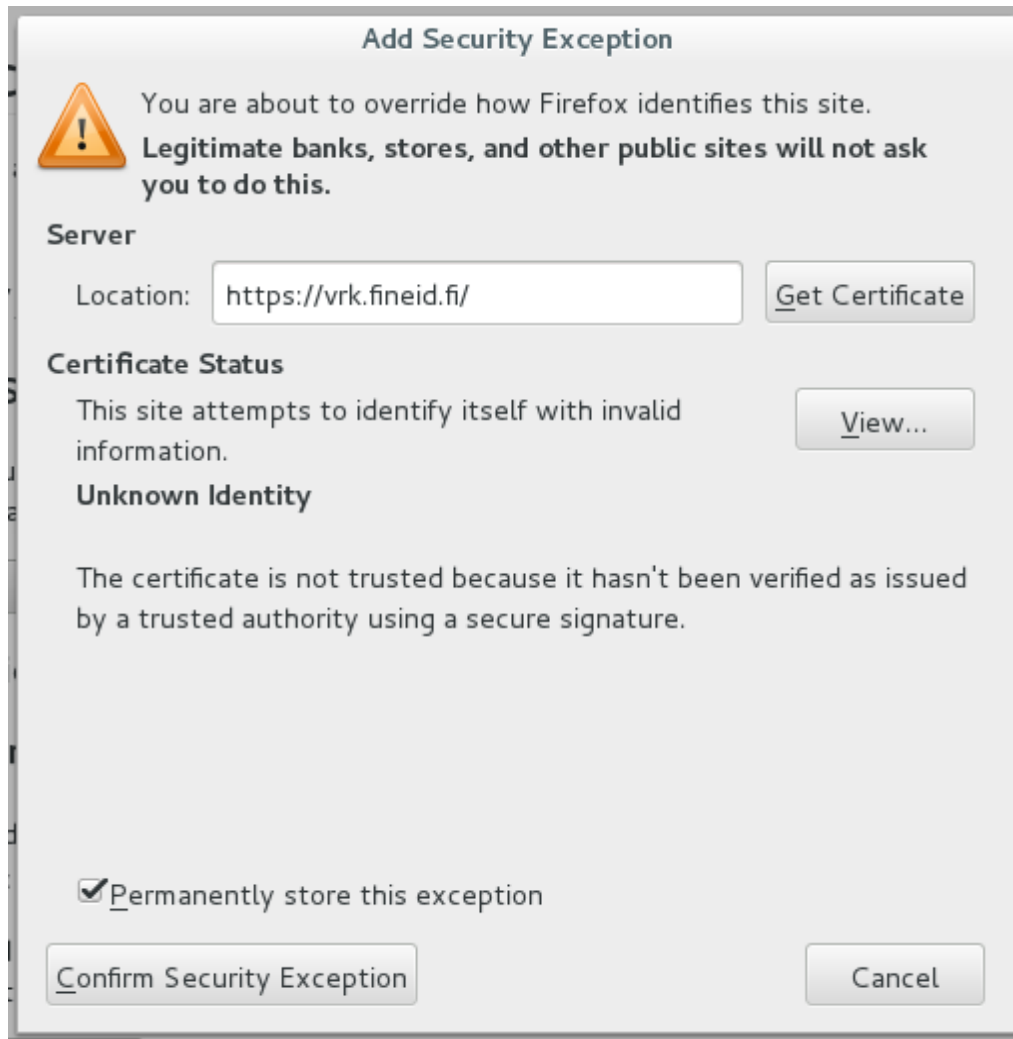 Add Security Exception
You are about to override how Firefox identifies this site.
Legitimate banks, stores, and other public sites will not ask
you to do this.
Server
Location: https://vrk.fineid.fi/ Get Certificate
Certificate Status
This site attempts to identify itself with invalid
information.
View...
Unknown Identity
The certificate is not trusted because it hasn't been verified as issued
by a trusted authority using a secure signature.
Permanently store this exception
Confirm Security Exception Cancel